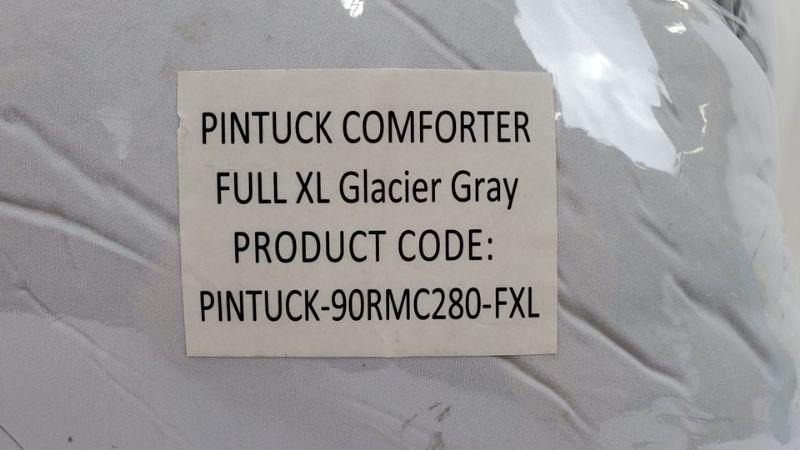 PINTUCK COMFORTER
FULL XL Glacier Gray
PRODUCT CODE:
PINTUCK-90RMC280-FXL